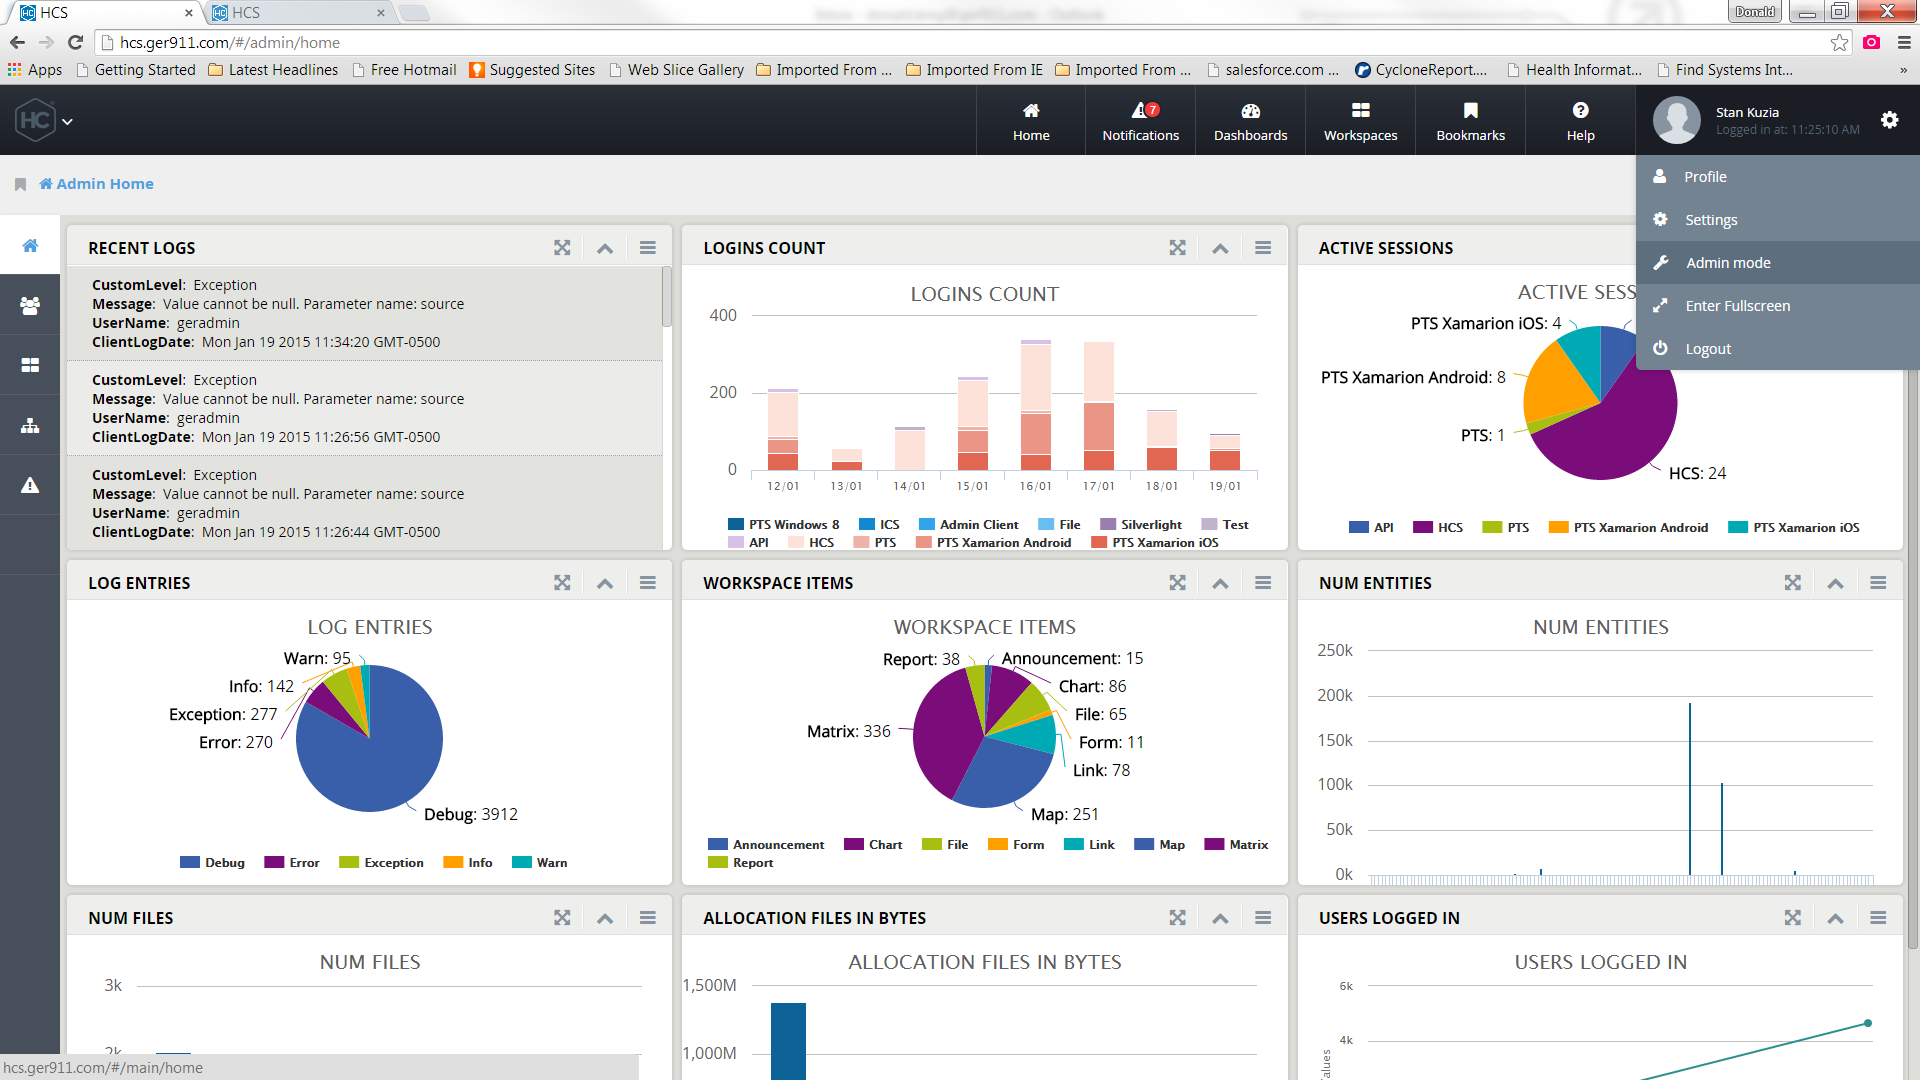 HCS
HCS
Donald
hcs.ger911.com/#/admin/home
Apps Getting Started Latest Headlines Free Hotmail Suggested Sites Web Slice Gallery Imported From ... Imported From IE Imported From ... salesforce.com ... CycloneReport.... Health Informat... Find Systems Int... »
HC
Home
7
Notifications
Dashboards
Workspaces
Bookmarks
Help
Stan Kuzia
Logged in at: 11:25:10 AM
Admin Home
Profile
Settings
Admin mode
Enter Fullscreen
Logout
RECENT LOGS
CustomLevel: Exception
Message: Value cannot be null. Parameter name: source
UserName: geradmin
ClientLogDate: Mon Jan 19 2015 11:34:20 GMT-0500
CustomLevel: Exception
Message: Value cannot be null. Parameter name: source
UserName: geradmin
ClientLogDate: Mon Jan 19 2015 11:26:56 GMT-0500
CustomLevel: Exception
Message: Value cannot be null. Parameter name: source
UserName: geradmin
ClientLogDate: Mon Jan 19 2015 11:26:44 GMT-0500
LOGINS COUNT
LOGINS COUNT
400
200
0
12/01 13/01 14/01 15/01 16/01 17/01 18/01 19/01
PTS Windows 8 ICS Admin Client File Silverlight Test
API HCS PTS PTS Xamarion Android PTS Xamarion iOS
ACTIVE SESSIONS
ACTIVE SESS
PTS Xamarion iOS: 4
PTS Xamarion Android: 8
PTS: 1
HCS: 24
API HCS PTS PTS Xamarion Android PTS Xamarion iOS
LOG ENTRIES
LOG ENTRIES
Warn: 95
Info: 142
Exception: 277
Error: 270
Debug: 3912
Debug Error Exception Info Warn
WORKSPACE ITEMS
WORKSPACE ITEMS
Report: 38
Announcement: 15
Chart: 86
File: 65
Matrix: 336
Form: 11
Link: 78
Map: 251
Announcement Chart File Form Link Map Matrix
Report
NUM ENTITIES
NUM ENTITIES
250k
200k
150k
100k
50k
0k
NUM FILES
NUM FILES
3k
2k
ALLOCATION FILES IN BYTES
ALLOCATION FILES IN BYTES
1,500M
1,000M
USERS LOGGED IN
USERS LOGGED IN
6k
4k
alues
hcs.ger911.com/#/main/home